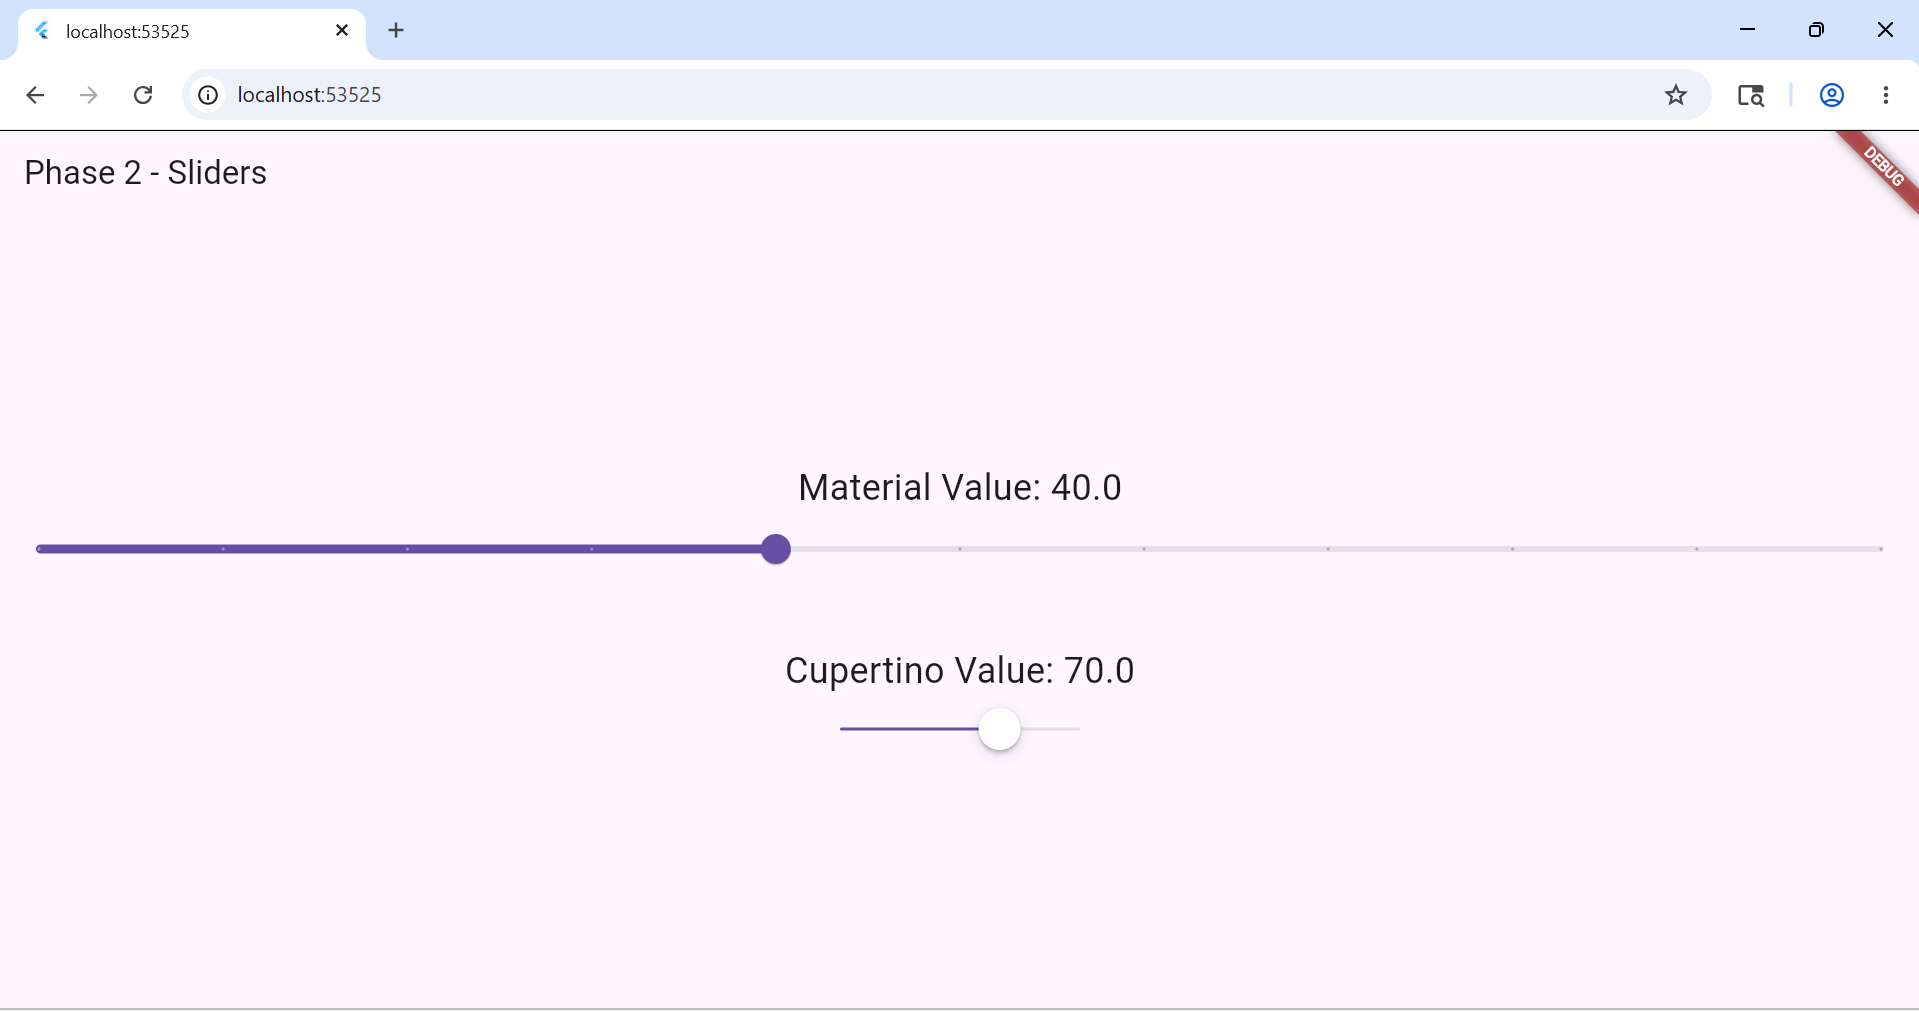 localhost:53525
localhost:53525
Phase 2 - Sliders
DEBUG
Material Value: 40.0
Cupertino Value: 70.0